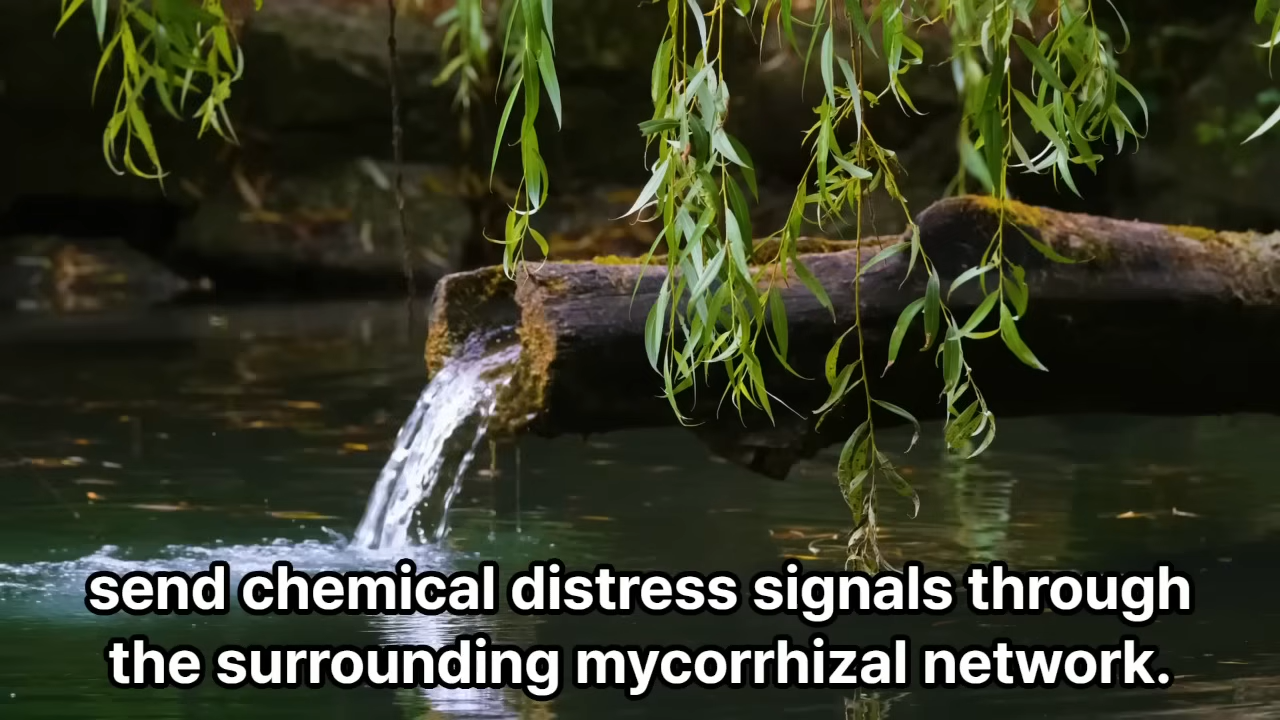 send chemical distress signals through
the surrounding mycorrhizal network.